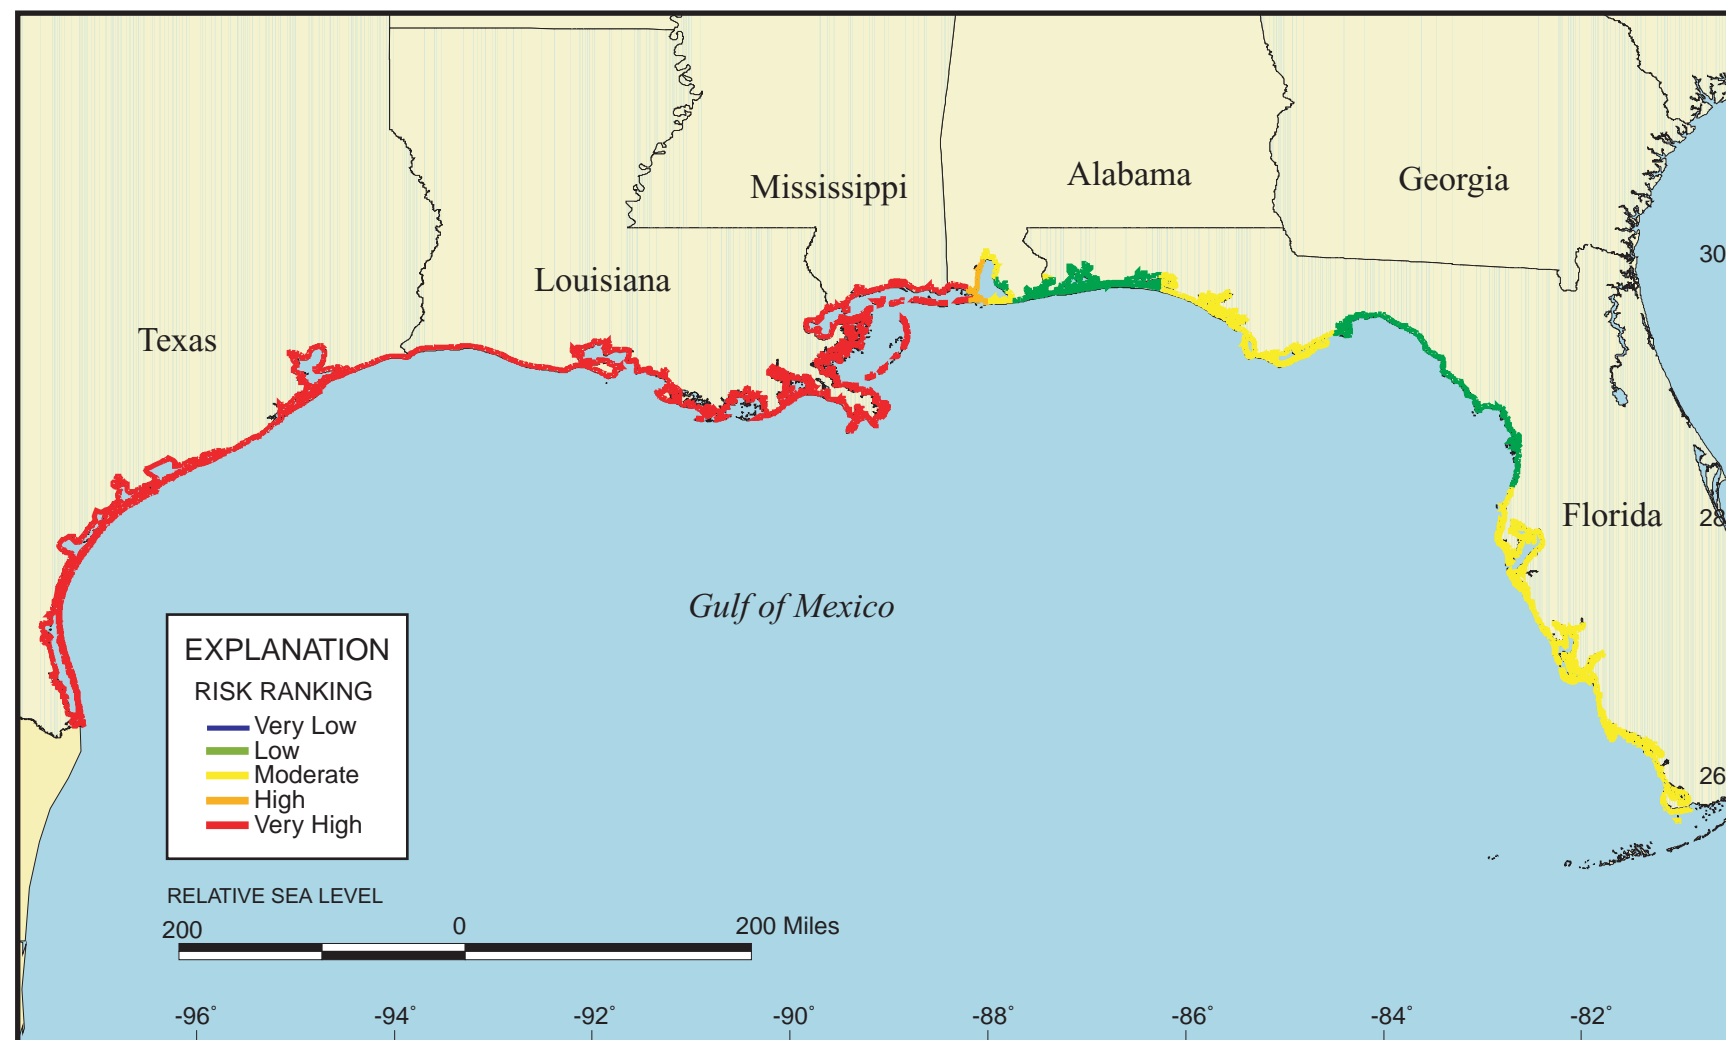 Mississippi
Alabama
Georgia
30
Louisiana
Texas
Florida
28
Gulf of Mexico
EXPLANATION
RISK RANKING
Very Low
Low
Moderate
High
Very High
26
RELATIVE SEA LEVEL
200 0 200 Miles
-96° -94° -92° -90° -88° -86° -84° -82°